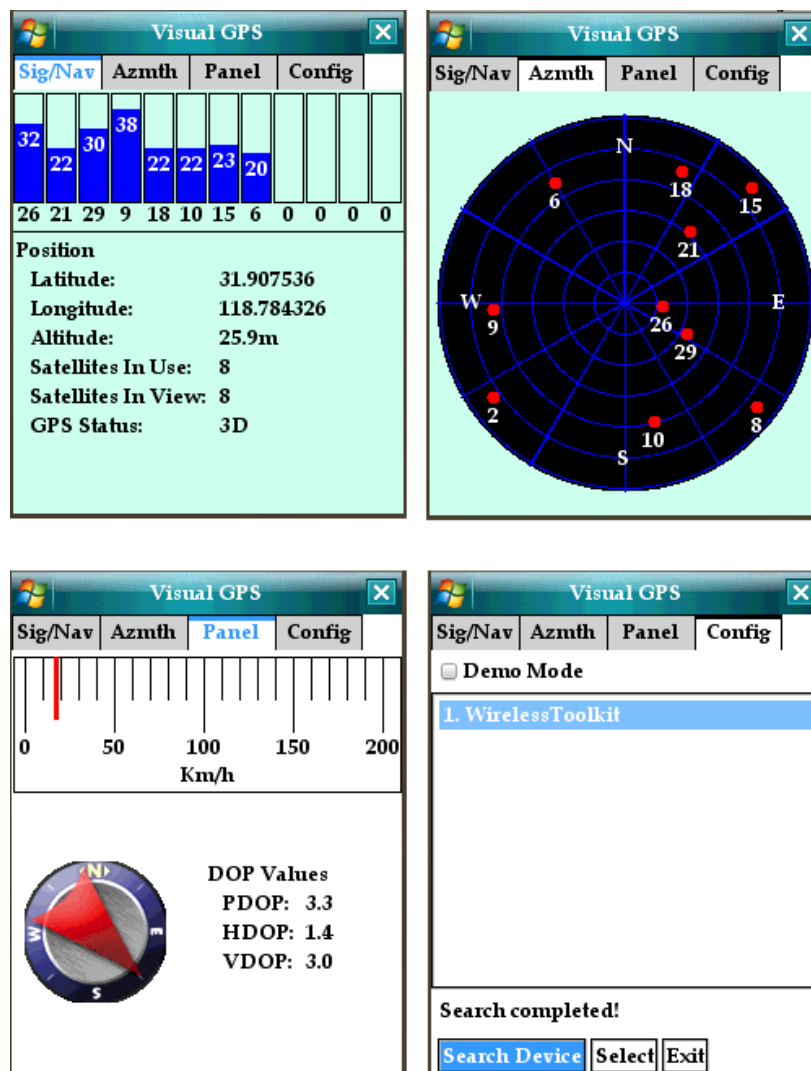 Visual GPS
Sig/Nav Azmth Panel Config
32 22 30 38 22 22 23 20
26 21 29 9 18 10 15 6 0 0 0 0
Position
Latitude: 31.907536
Longitude: 118.784326
Altitude: 25.9m
Satellites In Use: 8
Satellites In View: 8
GPS Status: 3D
Visual GPS
Sig/Nav Azmth Panel Config
N
18
6
15
21
W
E
26
9
29
2
8
10
S
Visual GPS
Sig/Nav Azmth Panel Config
0 50 100 150 200
Km/h
N
W
E
S
DOP Values
PDOP: 3.3
HDOP: 1.4
VDOP: 3.0
Visual GPS
Sig/Nav Azmth Panel Config
Demo Mode
1. WirelessToolkit
Search completed!
Search Device Select Exit